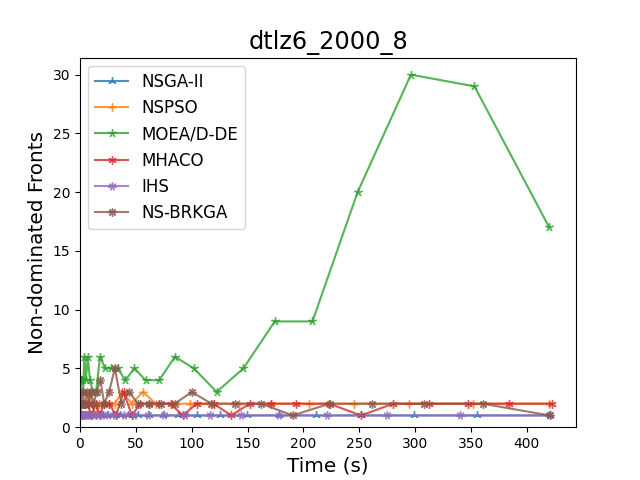 dtlz6_2000_8
Non-dominated Fronts
30
25
20
15
10
5
0
NSGA-II
NSPSO
MOEA/D-DE
MHACO
IHS
NS-BRKGA
0 50 100 150 200 250 300 350 400
Time (s)